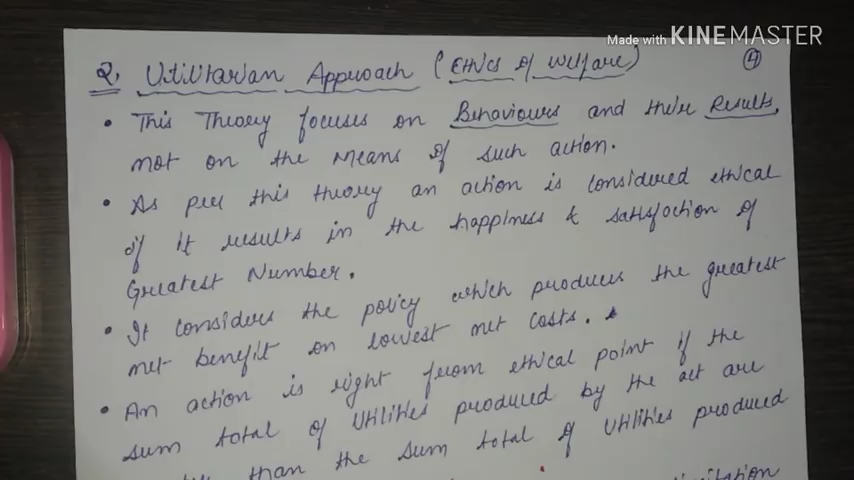 Made with KINEMASTER
2. Utilitarian Approach (Ethics of Welfare) 4
• This Theory focuses on Behaviours and their Results,
not on the Means of such action.
• As per this theory an action is considered ethical
if it results in the happiness & satisfaction of
Greatest Number.
• It considers the policy which produces the greatest
net benefit on lowest net costs.
• An action is right from ethical point if the
sum total of utilities produced by the act are
than the sum total of utilities produced